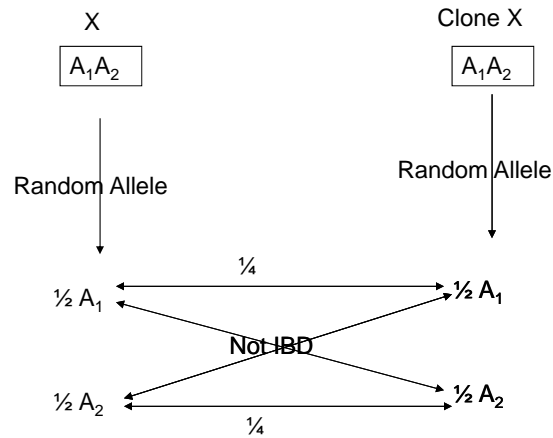 X
Clone X
A₁A₂
A₁A₂
Random Allele
Random Allele
¼
½ A₁
½ A₁
Not IBD
½ A₂
½ A₂
¼